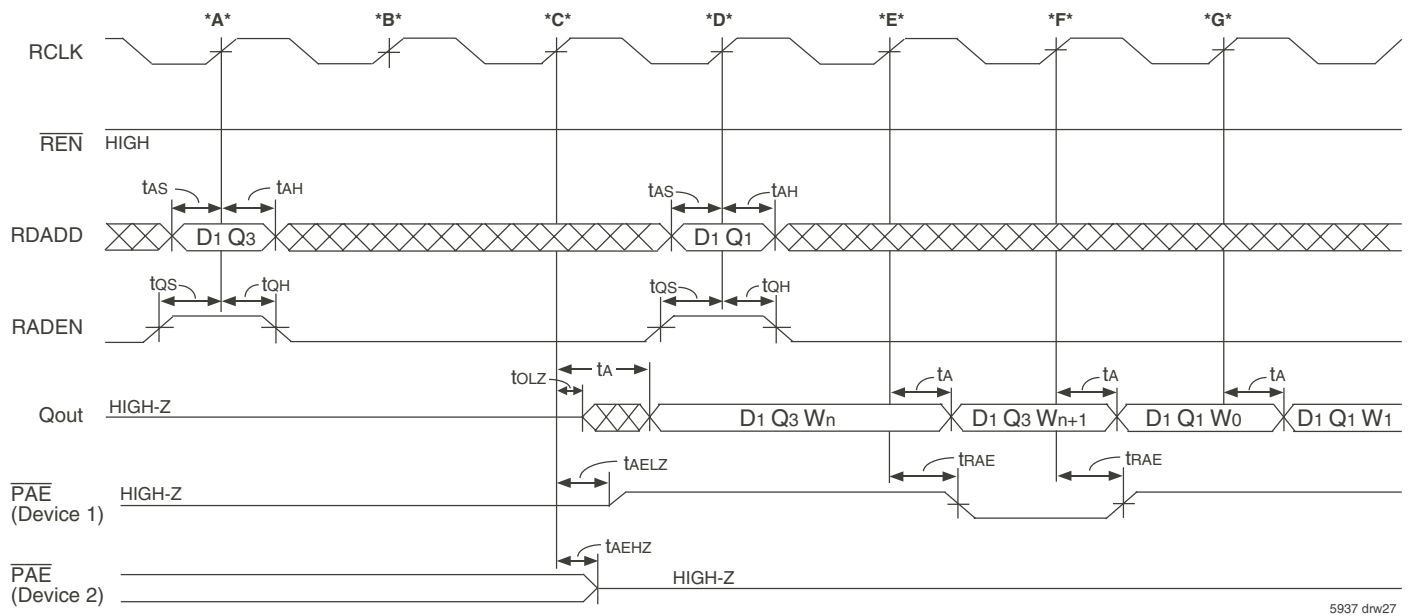 *A* *B* *C* *D* *E* *F* *G*
RCLK
REN HIGH
tAS tAH tAS tAH
RDADD D1 Q3 D1 Q1
tQS tQH tQS tQH
RADEN
tOLZ tA tA tA tA
Qout HIGH-Z D1 Q3 Wn D1 Q3 Wn+1 D1 Q1 W0 D1 Q1 W1
tAELZ tRAE tRAE
PAE HIGH-Z
(Device 1)
tAEHZ
PAE HIGH-Z
(Device 2)
5937 drw27